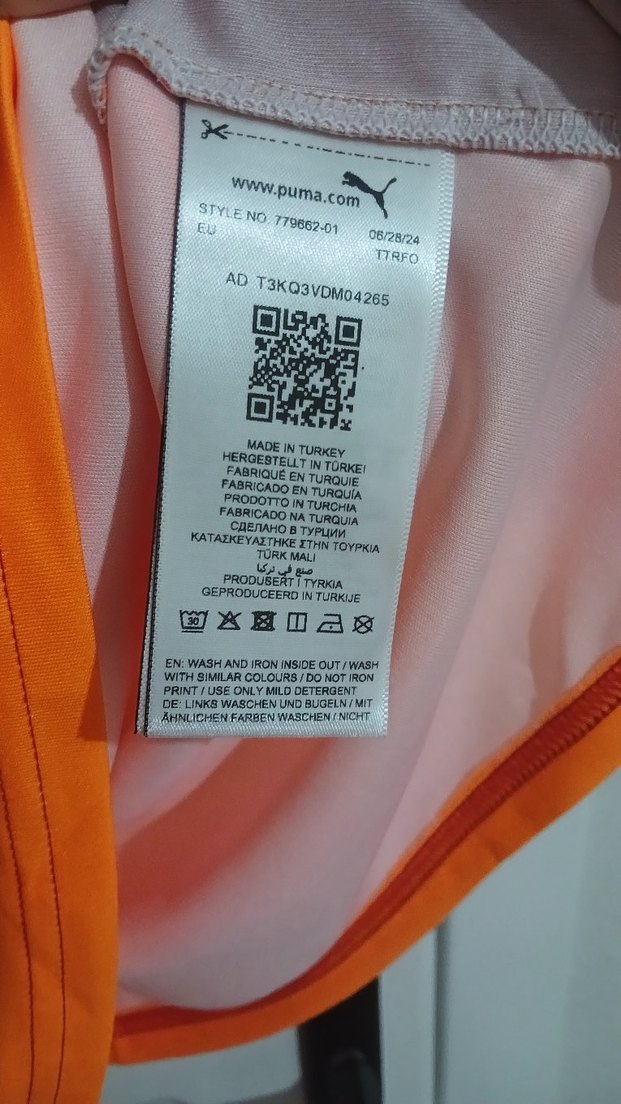 www.puma.com
STYLE NO 779662-01 06/28/24
EU TTRFO
AD T3KQ3VDM04265
MADE IN TURKEY
HERGESTELLT IN TÜRKEI
FABRIQUÉ EN TURQUIE
FABRICADO EN TURQUÍA
PRODOTTO IN TURCHIA
FABRICADO NA TURQUIA
СДЕЛАНО В ТУРЦИИ
ΚΑΤΑΣΚΕΥΑΣΤΗΚΕ ΣΤΗΝ ΤΟΥΡΚΙΑ
TÜRK MALI
صنع في تركيا
PRODUSERT I TYRKIA
GEPRODUCEERD IN TURKIJE
30
EN: WASH AND IRON INSIDE OUT / WASH
WITH SIMILAR COLOURS / DO NOT IRON
PRINT / USE ONLY MILD DETERGENT
DE: LINKS WASCHEN UND BUGELN / MIT
ÄHNLICHEN FARBEN WASCHEN / NICHT